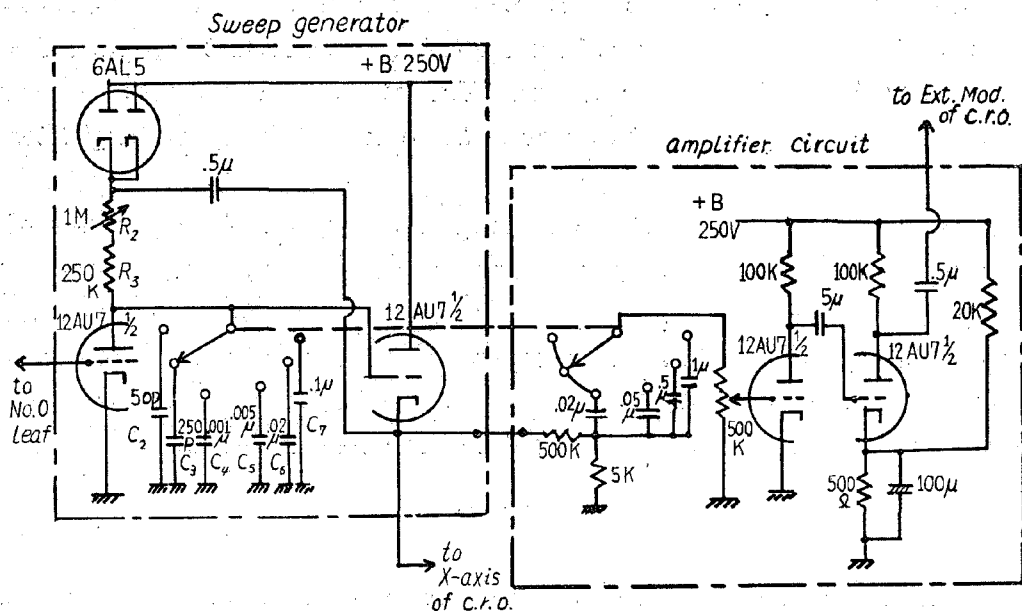 Sweep generator
6AL5
+B 250V
.5μ
1M
R2
250
K
R3
12AU7 ½
12 AU7 ½
to
No.0
leaf
50P
C2
250
P
C3
.001
μ
C4
.005
μ
C5
.02
μ
C6
.1μ
C7
to
X-axis
of c.r.o.
to Ext. Mod.
of c.r.o.
amplifier circuit
+B
250V
100K
100K
.5μ
20K
5μ
12AU7 ½
12 AU7 ½
.02μ
.05
μ
.5
μ
1μ
500K
500
K
5K
500
Ω
100μ